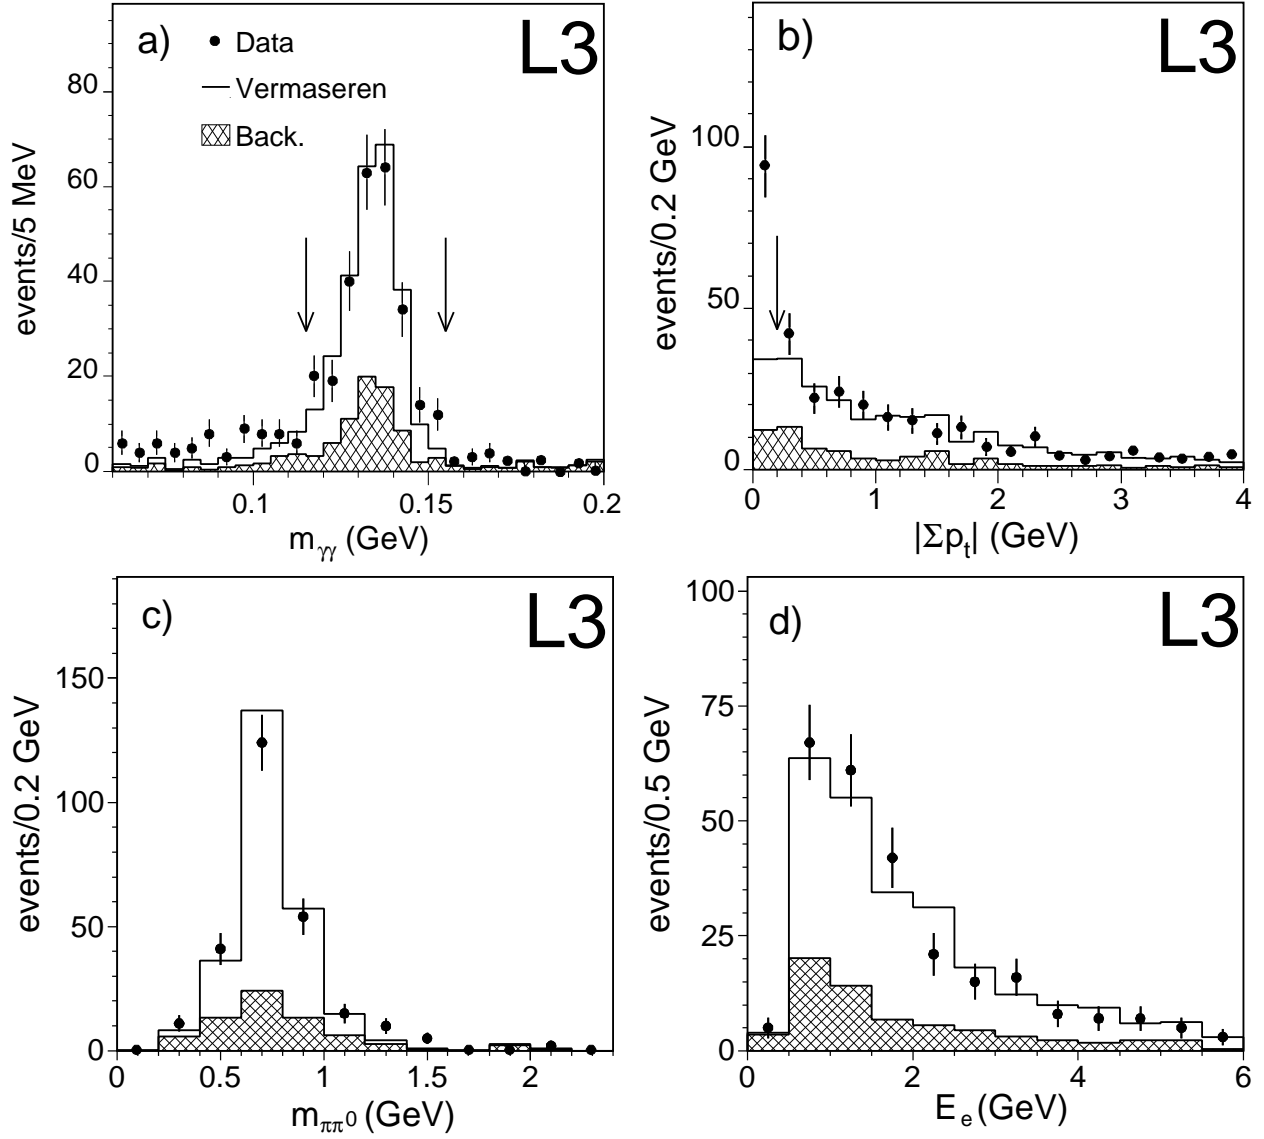 a)
L3
Data
Vermaseren
Back.
events/5 MeV
80
60
40
20
0
0.1 0.15 0.2
mγγ (GeV)
b)
L3
events/0.2 GeV
100
50
0
0 1 2 3 4
|Σpt| (GeV)
c)
L3
events/0.2 GeV
150
100
50
0
0 0.5 1 1.5 2
mππ0 (GeV)
d)
L3
events/0.5 GeV
100
75
50
25
0
0 2 4 6
Ee (GeV)